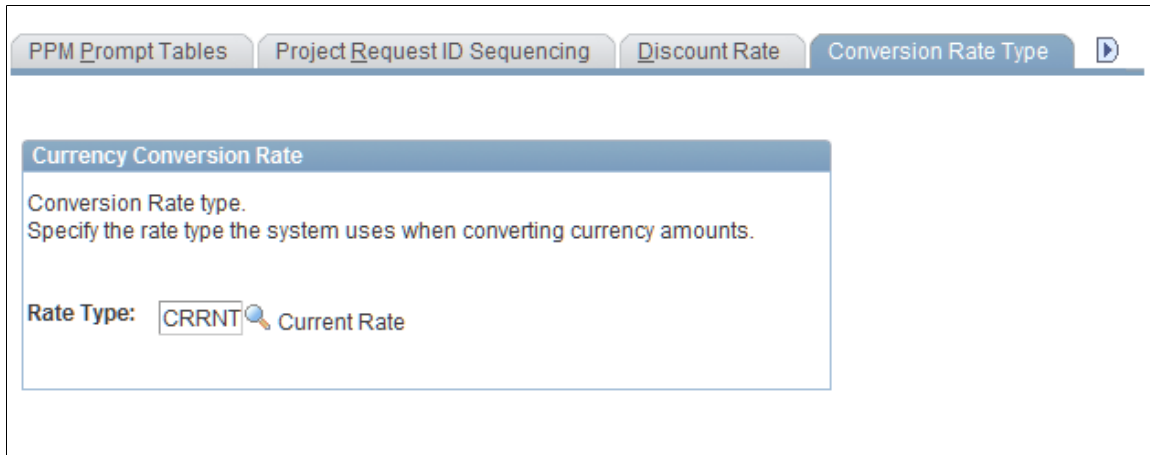 PPM Prompt Tables Project Request ID Sequencing Discount Rate Conversion Rate Type
Currency Conversion Rate
Conversion Rate type.
Specify the rate type the system uses when converting currency amounts.
Rate Type: CRRNT Current Rate